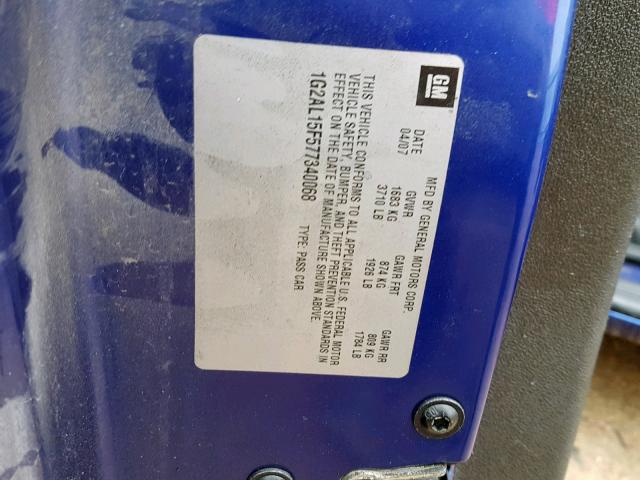 GM
MFD BY GENERAL MOTORS CORP.
DATE GVWR GAWR FRT GAWR RR
04/07 1683 KG 874 KG 809 KG
3710 LB 1926 LB 1784 LB
THIS VEHICLE CONFORMS TO ALL APPLICABLE U.S. FEDERAL MOTOR
VEHICLE SAFETY, BUMPER, AND THEFT PREVENTION STANDARDS IN
EFFECT ON THE DATE OF MANUFACTURE SHOWN ABOVE.
1G2AL15F577340068 TYPE: PASS CAR